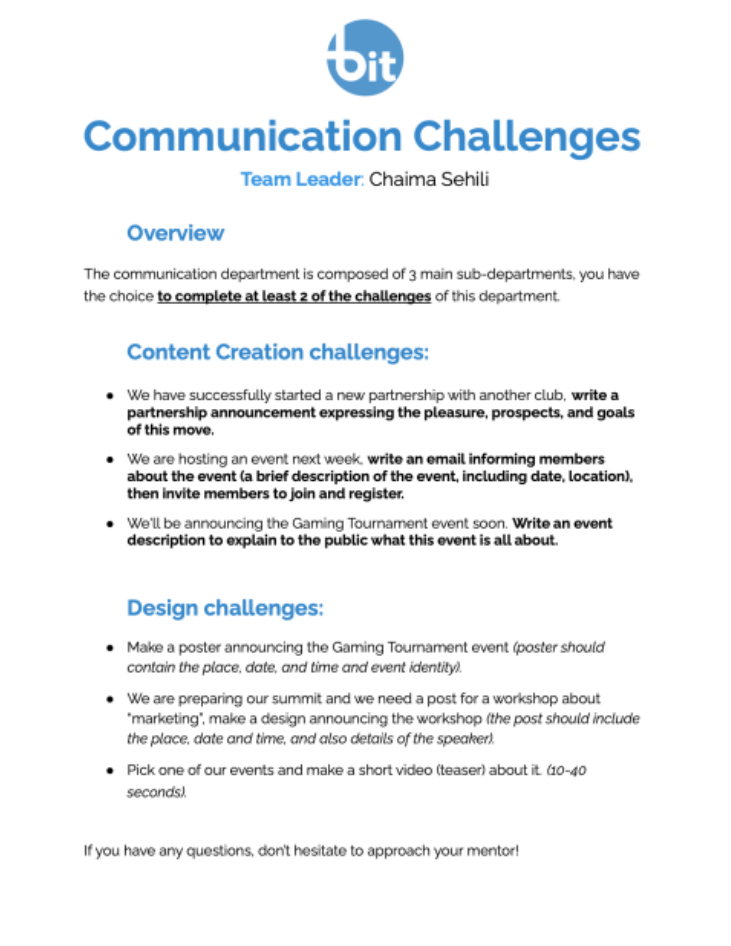 bit
Communication Challenges
Team Leader: Chaima Sehili
Overview
The communication department is composed of 3 main sub-departments, you have
the choice to complete at least 2 of the challenges of this department.
Content Creation challenges:
● We have successfully started a new partnership with another club, write a
partnership announcement expressing the pleasure, prospects, and goals
of this move.
● We are hosting an event next week, write an email informing members
about the event (a brief description of the event, including date, location),
then invite members to join and register.
● We'll be announcing the Gaming Tournament event soon. Write an event
description to explain to the public what this event is all about.
Design challenges:
● Make a poster announcing the Gaming Tournament event (poster should
contain the place, date, and time and event identity).
● We are preparing our summit and we need a post for a workshop about
"marketing", make a design announcing the workshop (the post should include
the place, date and time, and also details of the speaker).
● Pick one of our events and make a short video (teaser) about it. (10-40
seconds).
If you have any questions, don't hesitate to approach your mentor!